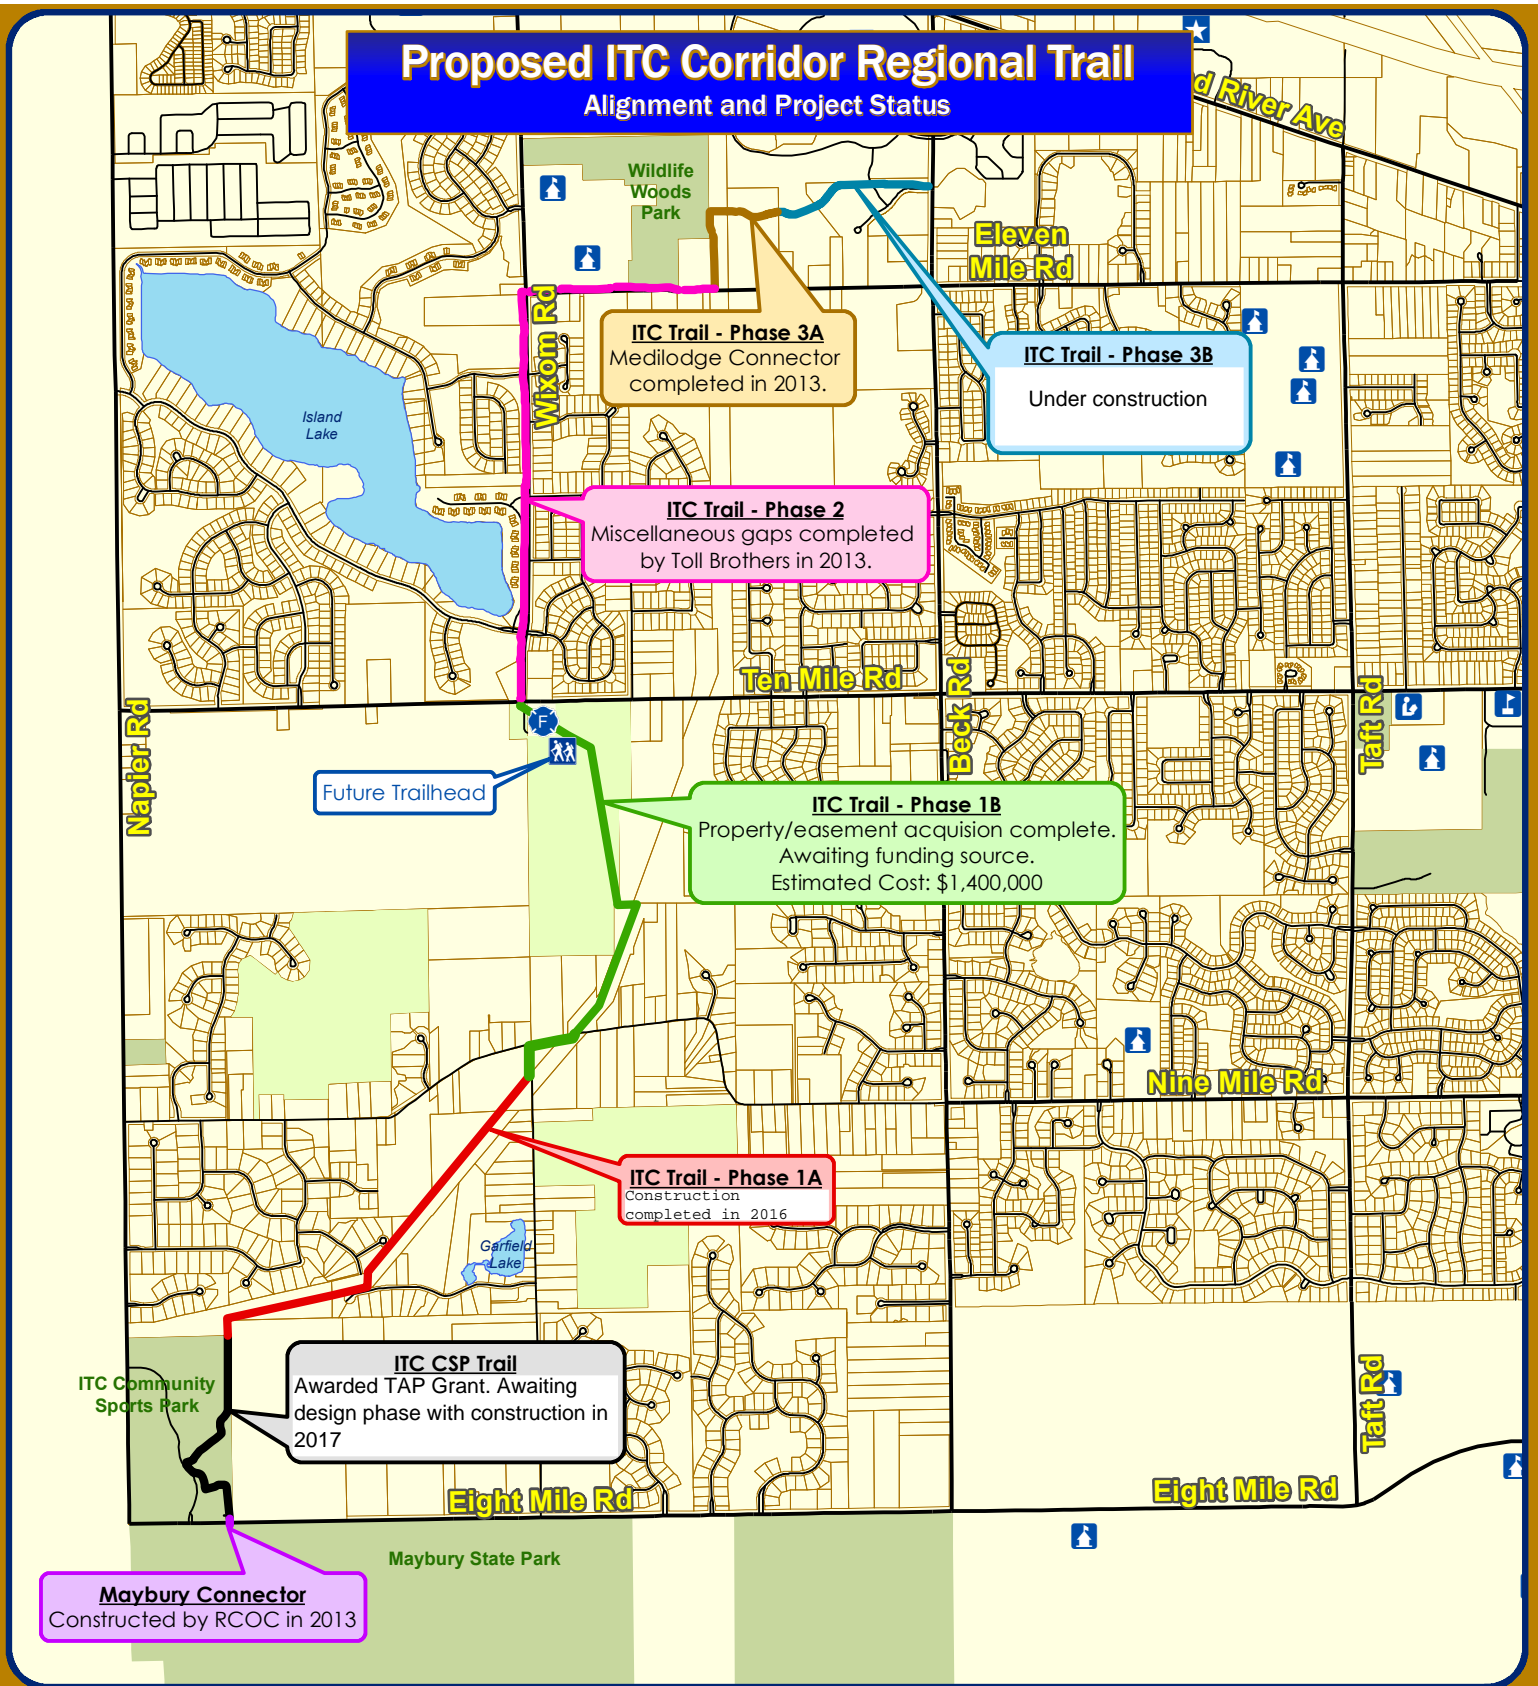 Proposed ITC Corridor Regional Trail
Alignment and Project Status
d River Ave
Wildlife
Woods
Park
Eleven
Mile Rd
Wixom Rd
ITC Trail - Phase 3A
Medilodge Connector
completed in 2013.
ITC Trail - Phase 3B
Under construction
Island
Lake
ITC Trail - Phase 2
Miscellaneous gaps completed
by Toll Brothers in 2013.
Ten Mile Rd
Beck Rd
Taft Rd
Napier Rd
F
Future Trailhead
ITC Trail - Phase 1B
Property/easement acquision complete.
Awaiting funding source.
Estimated Cost: $1,400,000
Nine Mile Rd
ITC Trail - Phase 1A
Construction
completed in 2016
Garfield
Lake
ITC CSP Trail
Awarded TAP Grant. Awaiting
design phase with construction in
2017
ITC Community
Sports Park
Taft Rd
Eight Mile Rd
Eight Mile Rd
Maybury State Park
Maybury Connector
Constructed by RCOC in 2013